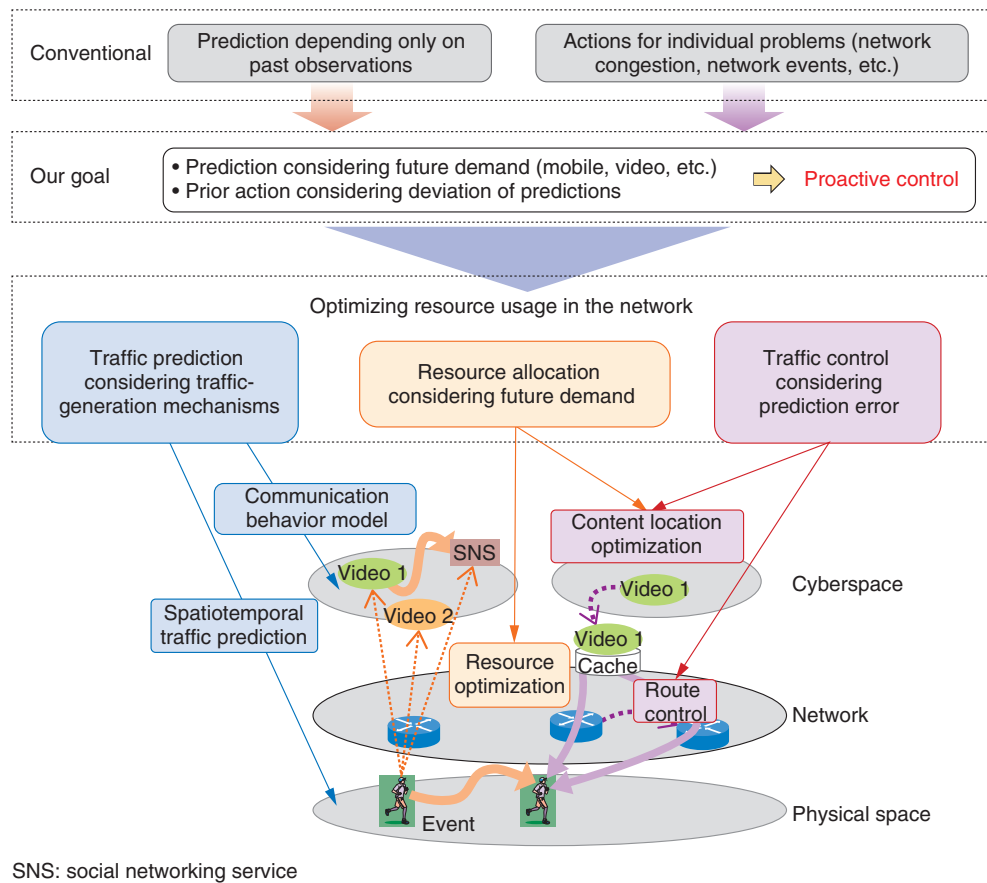 Conventional
Prediction depending only on
past observations
Actions for individual problems (network
congestion, network events, etc.)
Our goal
• Prediction considering future demand (mobile, video, etc.)
• Prior action considering deviation of predictions
Proactive control
Optimizing resource usage in the network
Traffic prediction
considering traffic-
generation mechanisms
Resource allocation
considering future demand
Traffic control
considering
prediction error
Communication
behavior model
Content location
optimization
SNS
Video 1
Video 1
Cyberspace
Spatiotemporal
traffic prediction
Video 2
Video 1
Cache
Resource
optimization
Route
control
Network
Event
Physical space
SNS: social networking service